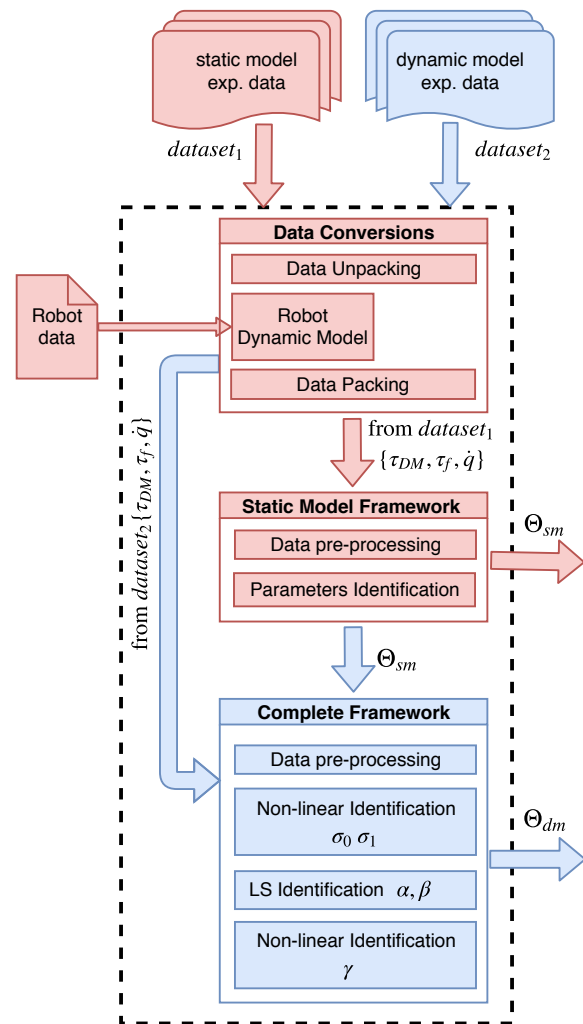 static model
exp. data
dynamic model
exp. data
dataset₁
dataset₂
Data Conversions
Data Unpacking
Robot
data
Robot
Dynamic Model
Data Packing
from dataset₁
{τ_DM, τ_f, q̇}
from dataset₂{τ_DM, τ_f, q̇}
Static Model Framework
Θ_sm
Data pre-processing
Parameters Identification
Θ_sm
Complete Framework
Data pre-processing
Non-linear Identification
σ₀ σ₁
Θ_dm
LS Identification α, β
Non-linear Identification
γ